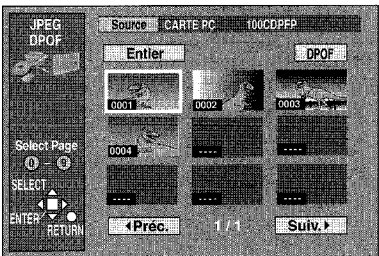 JPEG
DPOF
Source CARTE PC 100CDPFP
Entier DPOF
0001 0002 0003
0004 ---- ----
---- ---- ----
Select Page
0 - 9
SELECT
ENTER
RETURN
Préc. 1/1 Suiv.